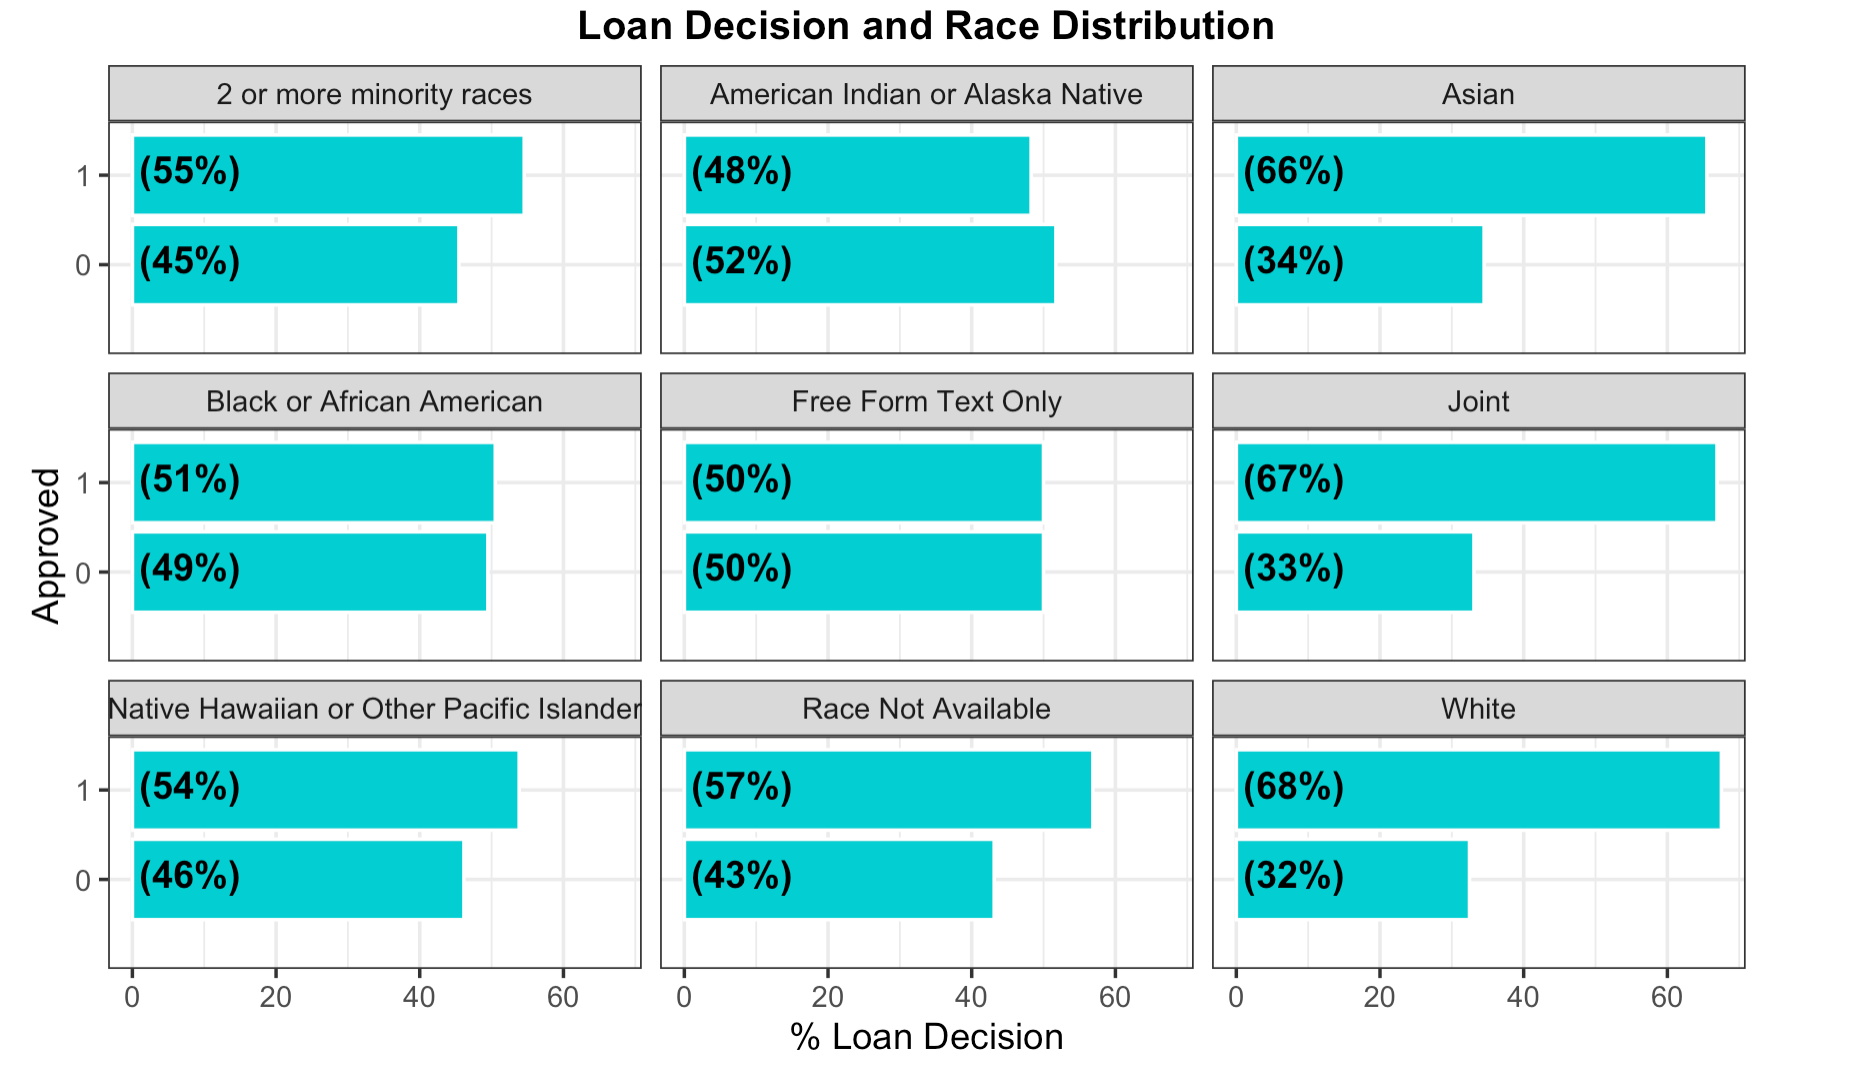 Loan Decision and Race Distribution
2 or more minority races
American Indian or Alaska Native
Asian
1
(55%)
(48%)
(66%)
0
(45%)
(52%)
(34%)
Black or African American
Free Form Text Only
Joint
Approved
1
(51%)
(50%)
(67%)
0
(49%)
(50%)
(33%)
Native Hawaiian or Other Pacific Islander
Race Not Available
White
1
(54%)
(57%)
(68%)
0
(46%)
(43%)
(32%)
0 20 40 60
0 20 40 60
0 20 40 60
% Loan Decision